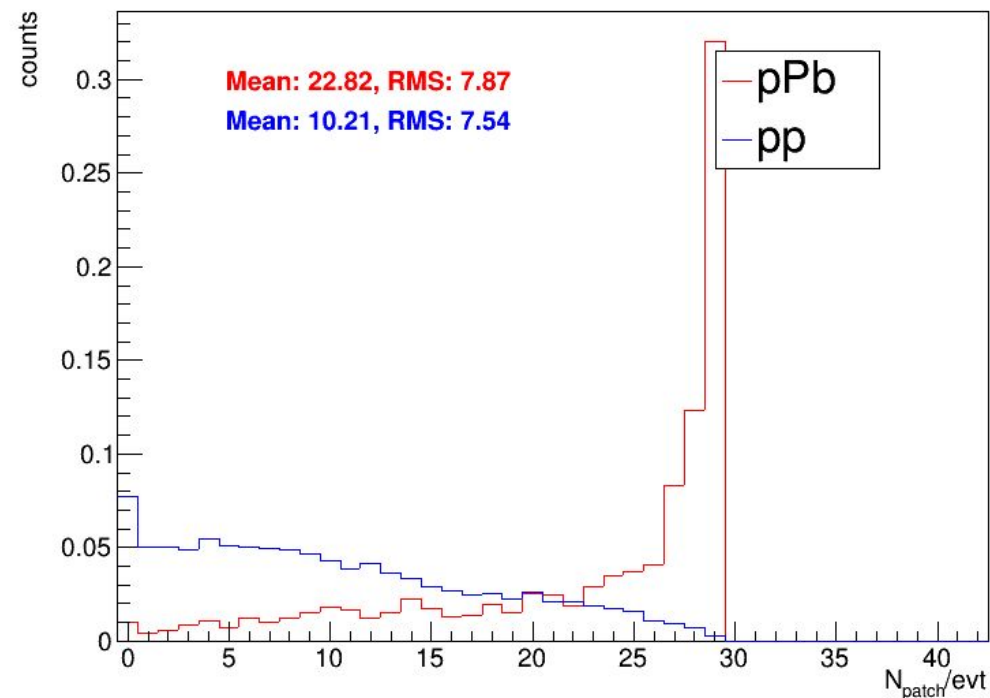 counts
0.3
0.25
0.2
0.15
0.1
0.05
0
Mean: 22.82, RMS: 7.87
Mean: 10.21, RMS: 7.54
pPb
pp
0 5 10 15 20 25 30 35 40
N_patch/evt